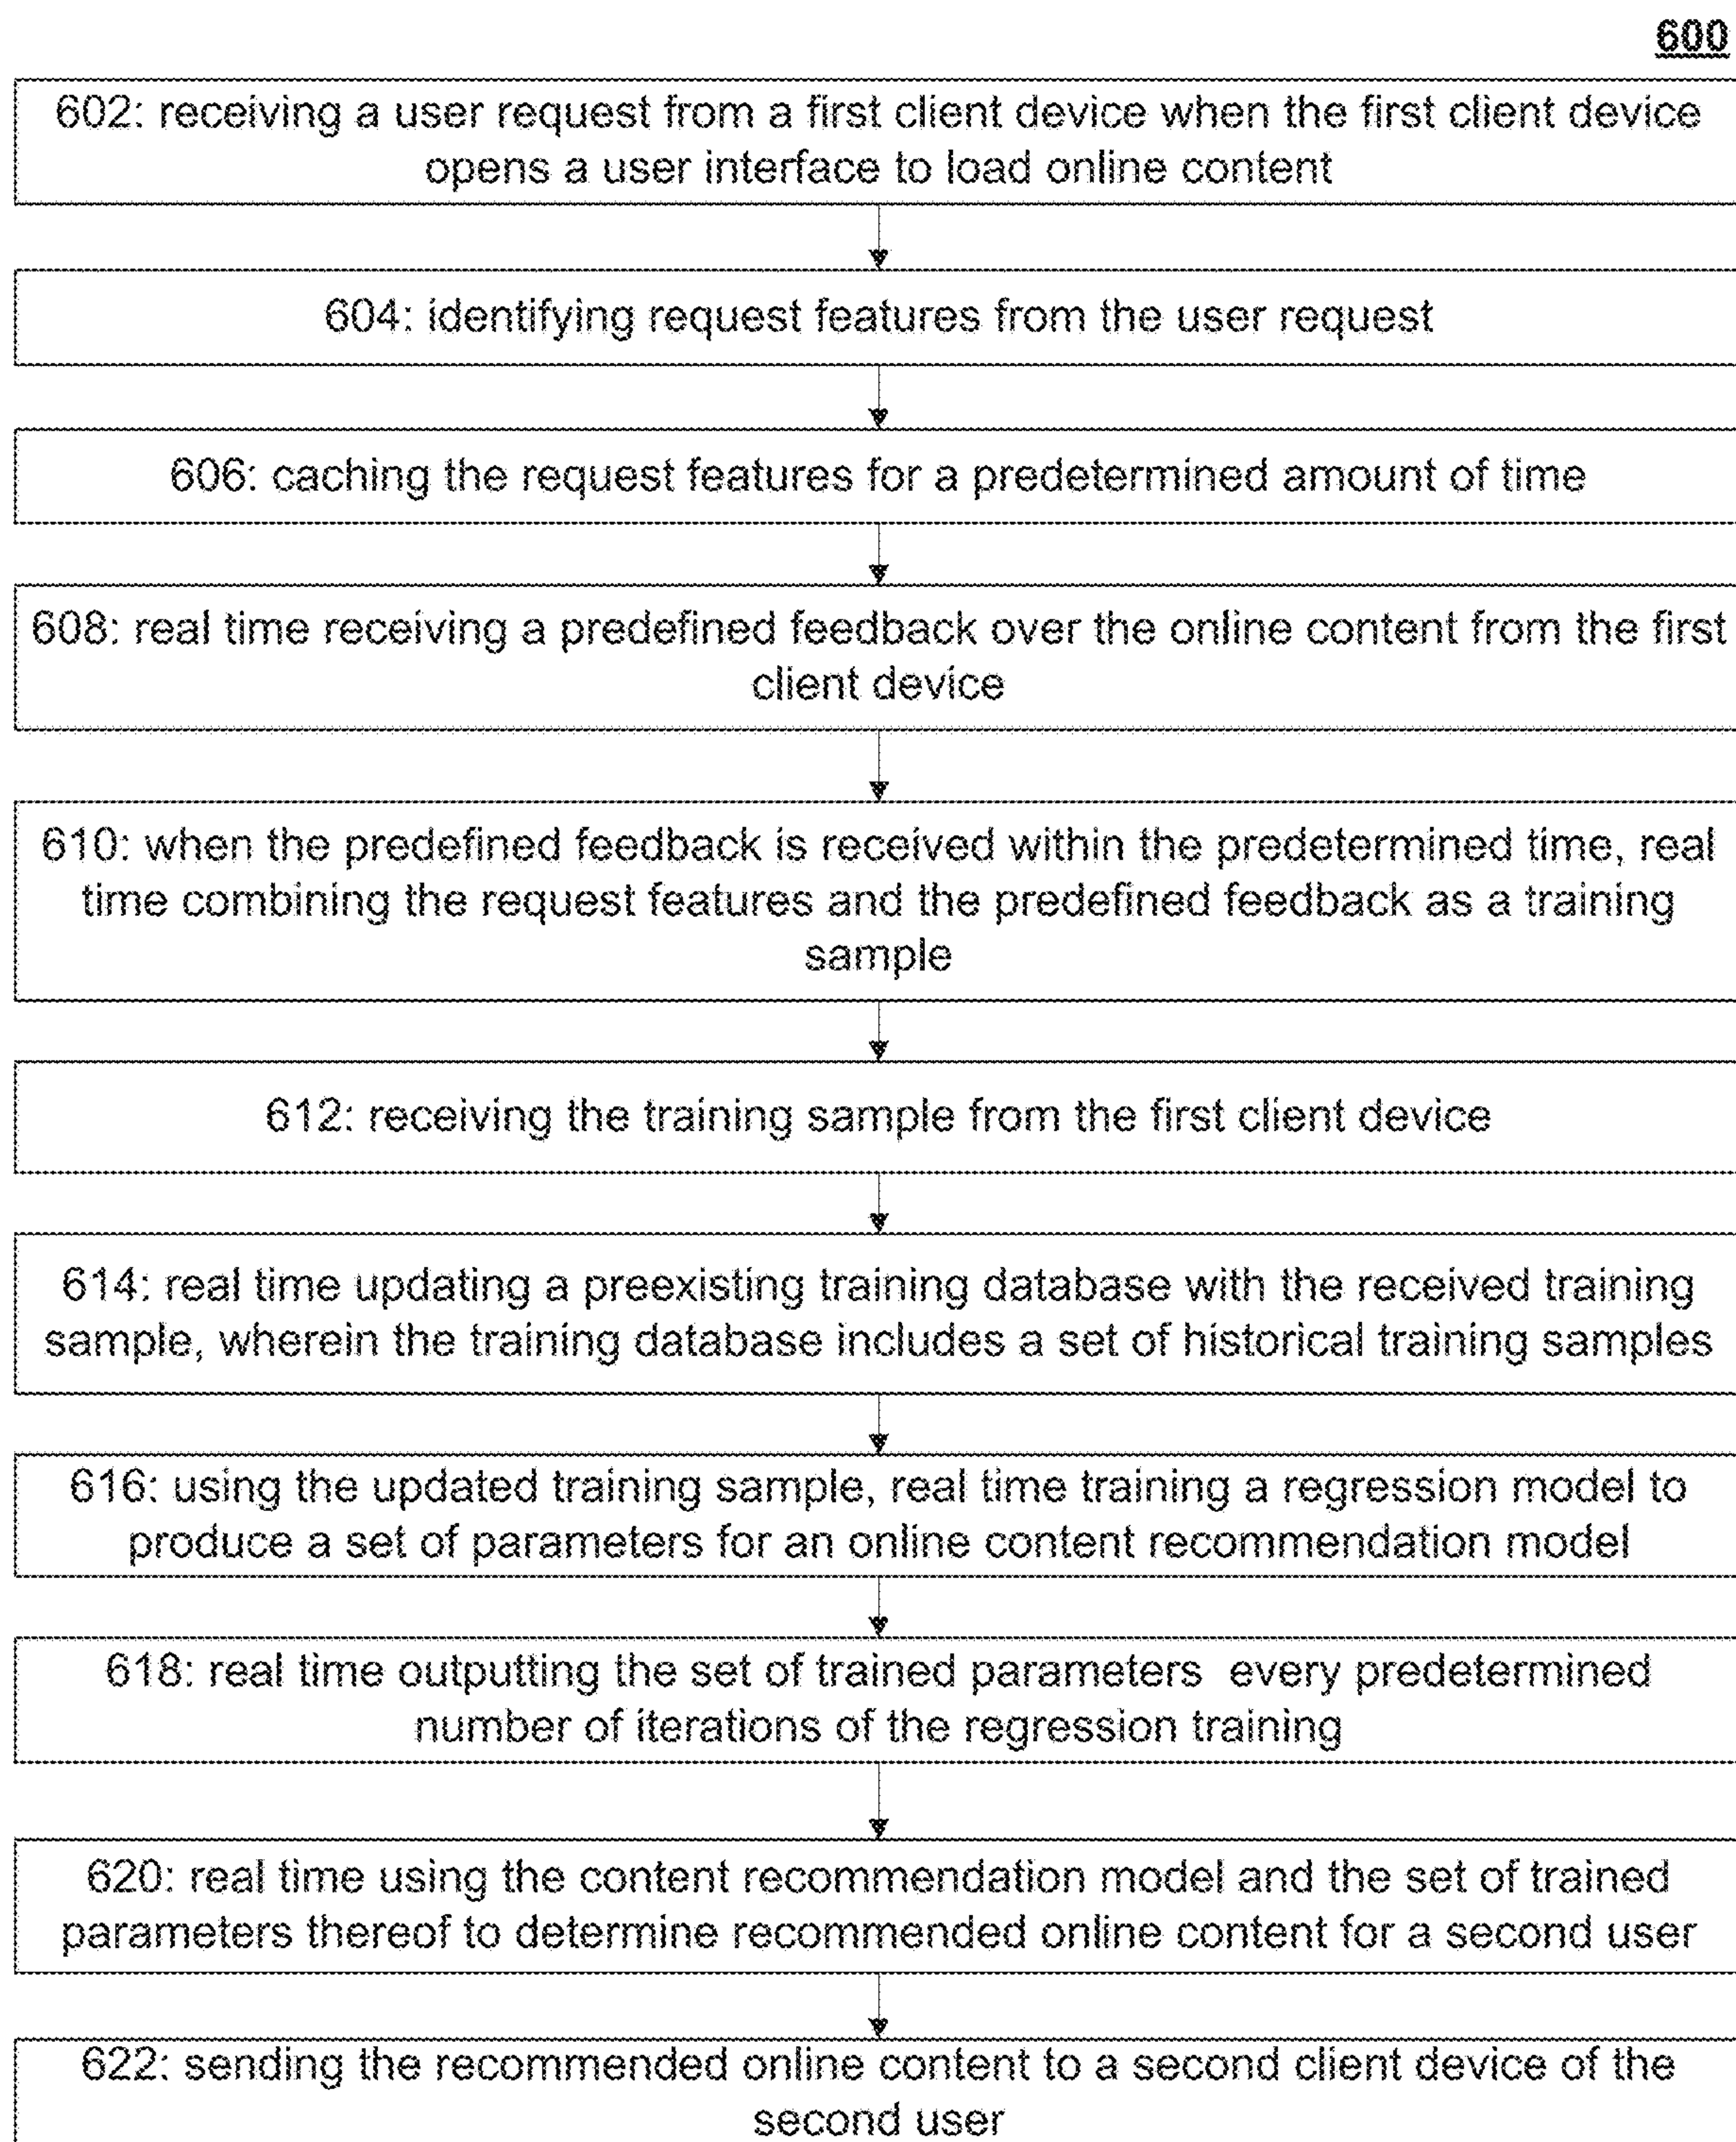 600
602: receiving a user request from a first client device when the first client device
opens a user interface to load online content
604: identifying request features from the user request
606: caching the request features for a predetermined amount of time
608: real time receiving a predefined feedback over the online content from the first
client device
610: when the predefined feedback is received within the predetermined time, real
time combining the request features and the predefined feedback as a training
sample
612: receiving the training sample from the first client device
614: real time updating a preexisting training database with the received training
sample, wherein the training database includes a set of historical training samples
616: using the updated training sample, real time training a regression model to
produce a set of parameters for an online content recommendation model
618: real time outputting the set of trained parameters  every predetermined
number of iterations of the regression training
620: real time using the content recommendation model and the set of trained
parameters thereof to determine recommended online content for a second user
622: sending the recommended online content to a second client device of the
second user